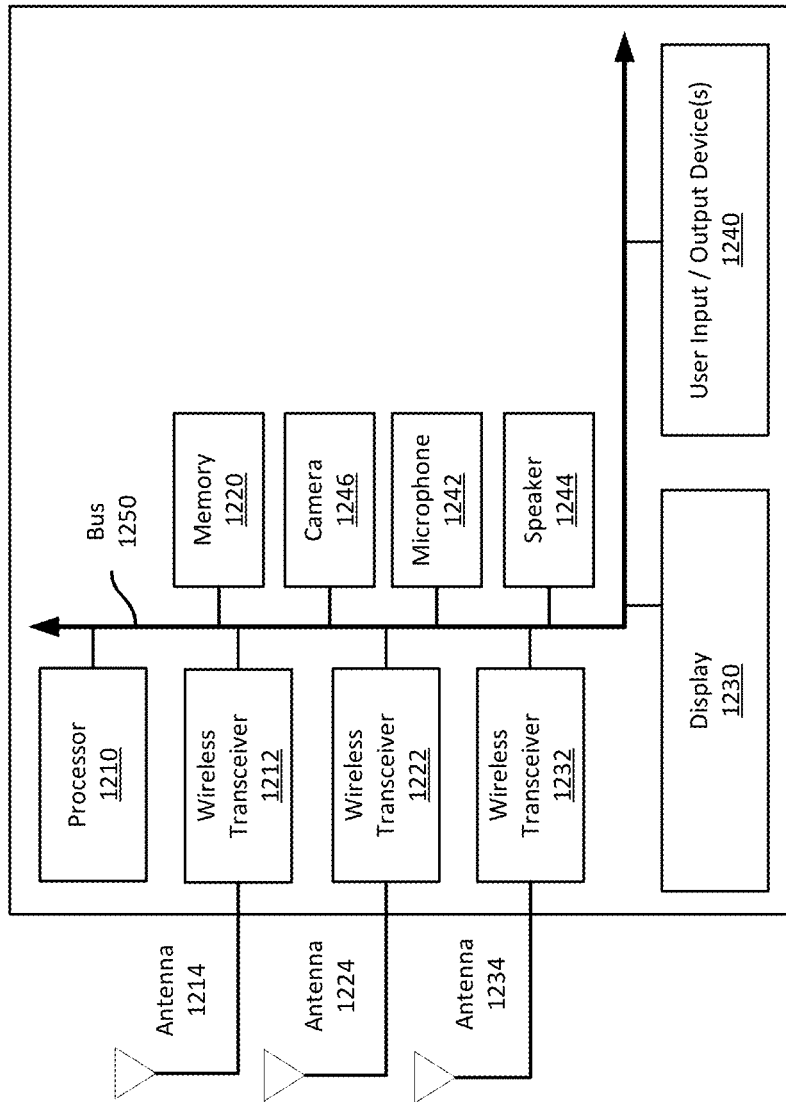 Antenna
1214
Antenna
1224
Antenna
1234
Processor
1210
Wireless
Transceiver
1212
Wireless
Transceiver
1222
Wireless
Transceiver
1232
Display
1230
Bus
1250
Memory
1220
Camera
1246
Microphone
1242
Speaker
1244
User Input / Output Device(s)
1240